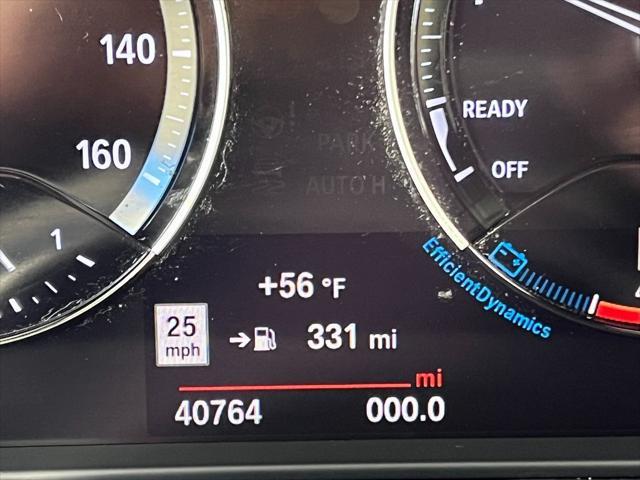 140
160
1
PARK
AUTO H
READY
OFF
EfficientDynamics
+56 °F
25
mph
331 mi
mi
40764 000.0